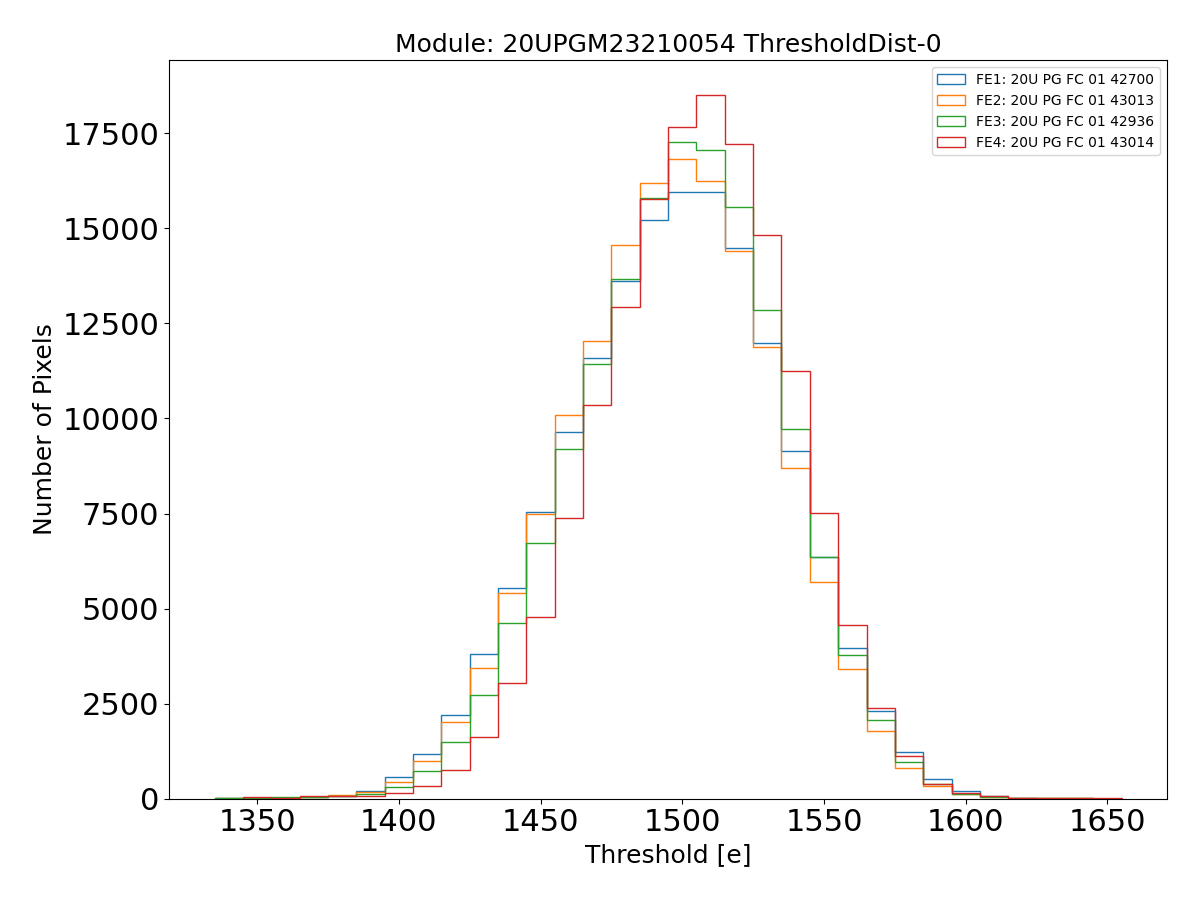 Module: 20UPGM23210054 ThresholdDist-0
FE1: 20U PG FC 01 42700
FE2: 20U PG FC 01 43013
FE3: 20U PG FC 01 42936
FE4: 20U PG FC 01 43014
17500
15000
12500
10000
7500
5000
2500
0
Number of Pixels
1350 1400 1450 1500 1550 1600 1650
Threshold [e]